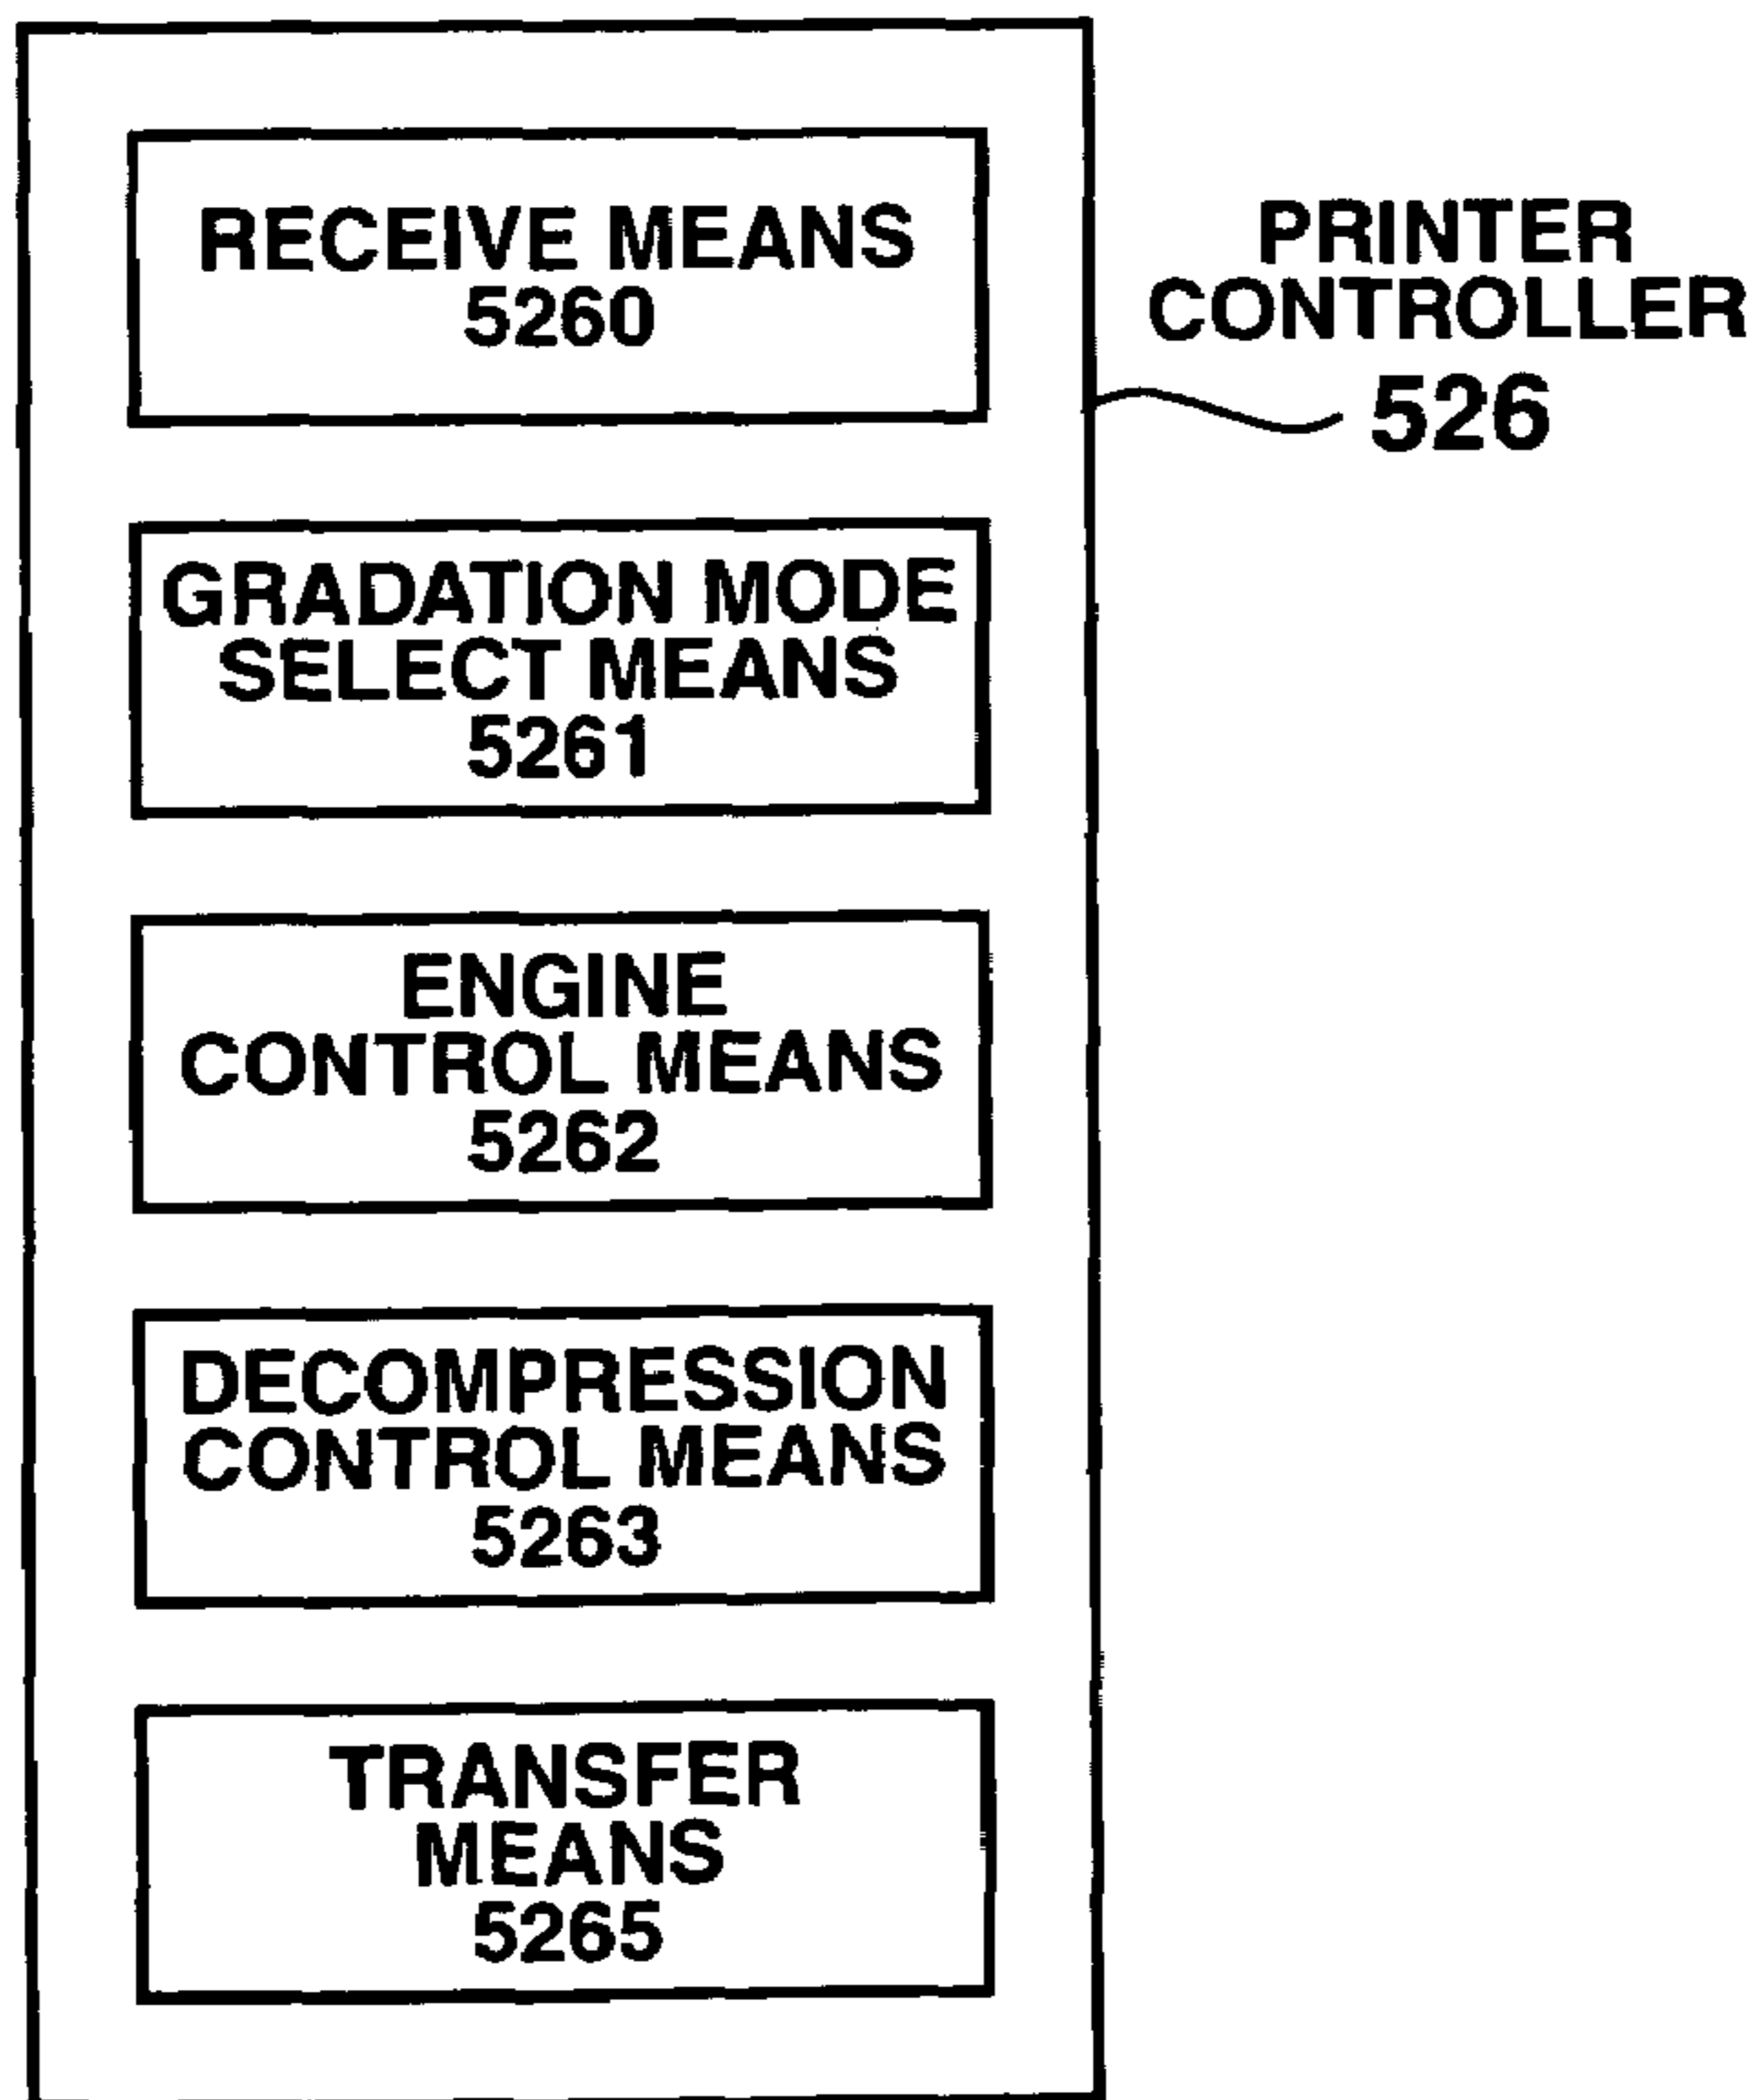 RECEIVE MEANS
5260
PRINTER
CONTROLLER
526
GRADATION MODE
SELECT MEANS
5261
ENGINE
CONTROL MEANS
5262
DECOMPRESSION
CONTROL MEANS
5263
TRANSFER
MEANS
5265